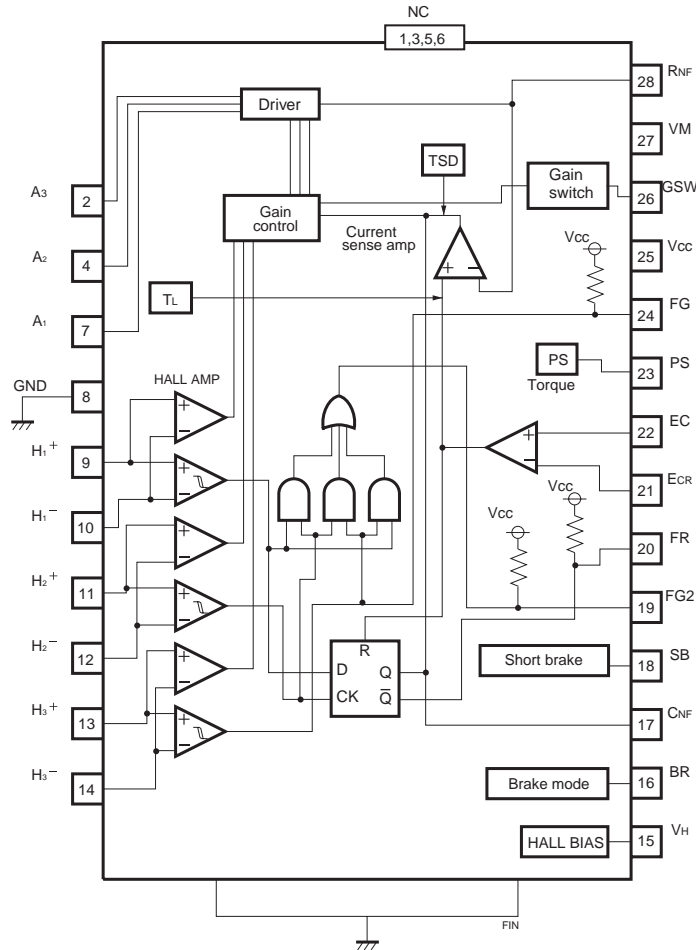 NC
1,3,5,6
Driver
TSD
Gain
switch
Gain
control
Current
sense amp
TL
HALL AMP
PS
Torque
Vcc
Vcc
Vcc
+ −
+
−
+
−
+
−
+
−
+
−
+
−
+
−
R
D
Q
CK
Q̅
Short brake
Brake mode
HALL BIAS
FIN
A3
2
A2
4
A1
7
GND
8
H1+
9
H1−
10
H2+
11
H2−
12
H3+
13
H3−
14
RNF
28
VM
27
GSW
26
Vcc
25
FG
24
PS
23
EC
22
ECR
21
FR
20
FG2
19
SB
18
CNF
17
BR
16
VH
15